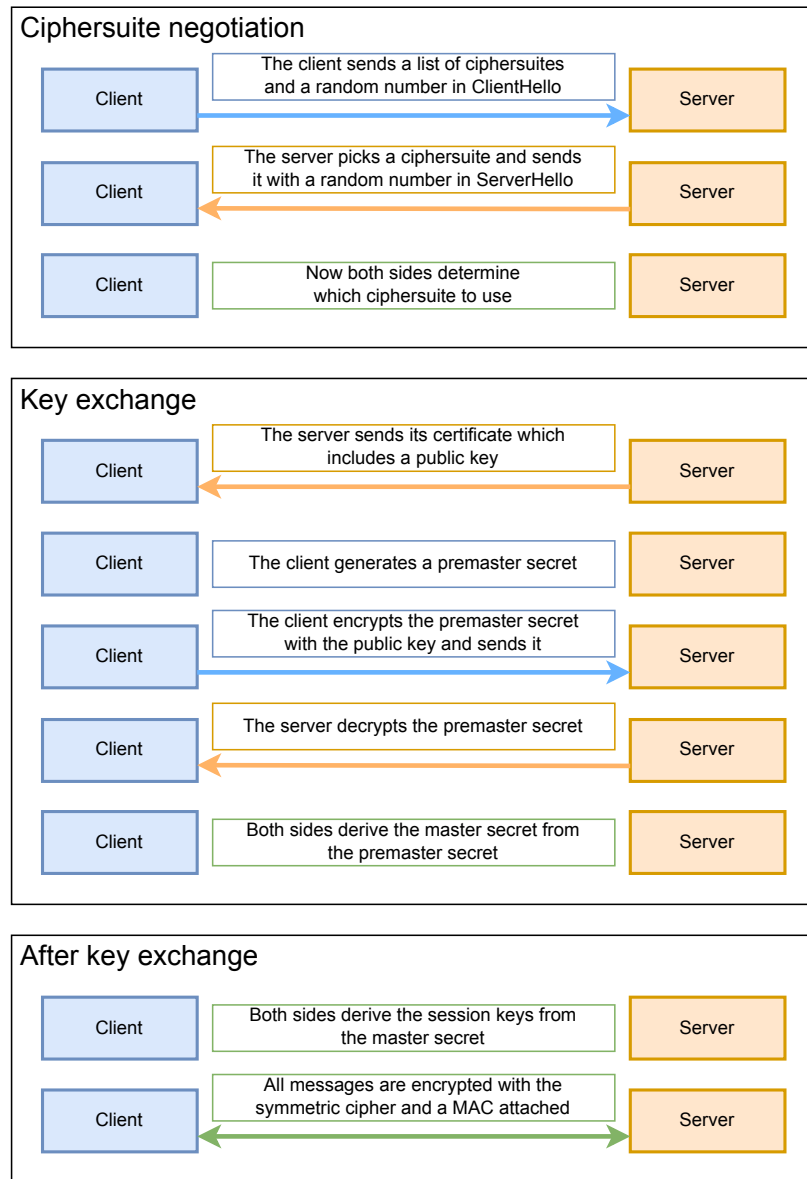 Ciphersuite negotiation
Client
The client sends a list of ciphersuites
and a random number in ClientHello
Server
Client
The server picks a ciphersuite and sends
it with a random number in ServerHello
Server
Client
Now both sides determine
which ciphersuite to use
Server
Key exchange
Client
The server sends its certificate which
includes a public key
Server
Client
The client generates a premaster secret
Server
Client
The client encrypts the premaster secret
with the public key and sends it
Server
Client
The server decrypts the premaster secret
Server
Client
Both sides derive the master secret from
the premaster secret
Server
After key exchange
Client
Both sides derive the session keys from
the master secret
Server
Client
All messages are encrypted with the
symmetric cipher and a MAC attached
Server